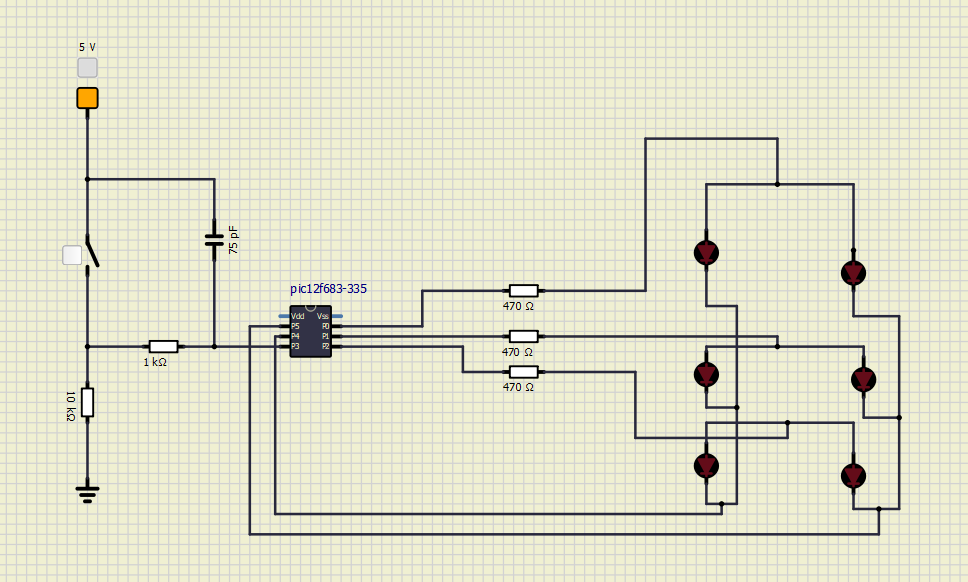 5 V
75 pF
pic12f683-335
Vdd Vss
P5 P0
P4 P1
P3 P2
470 Ω
470 Ω
470 Ω
1 kΩ
10 kΩ